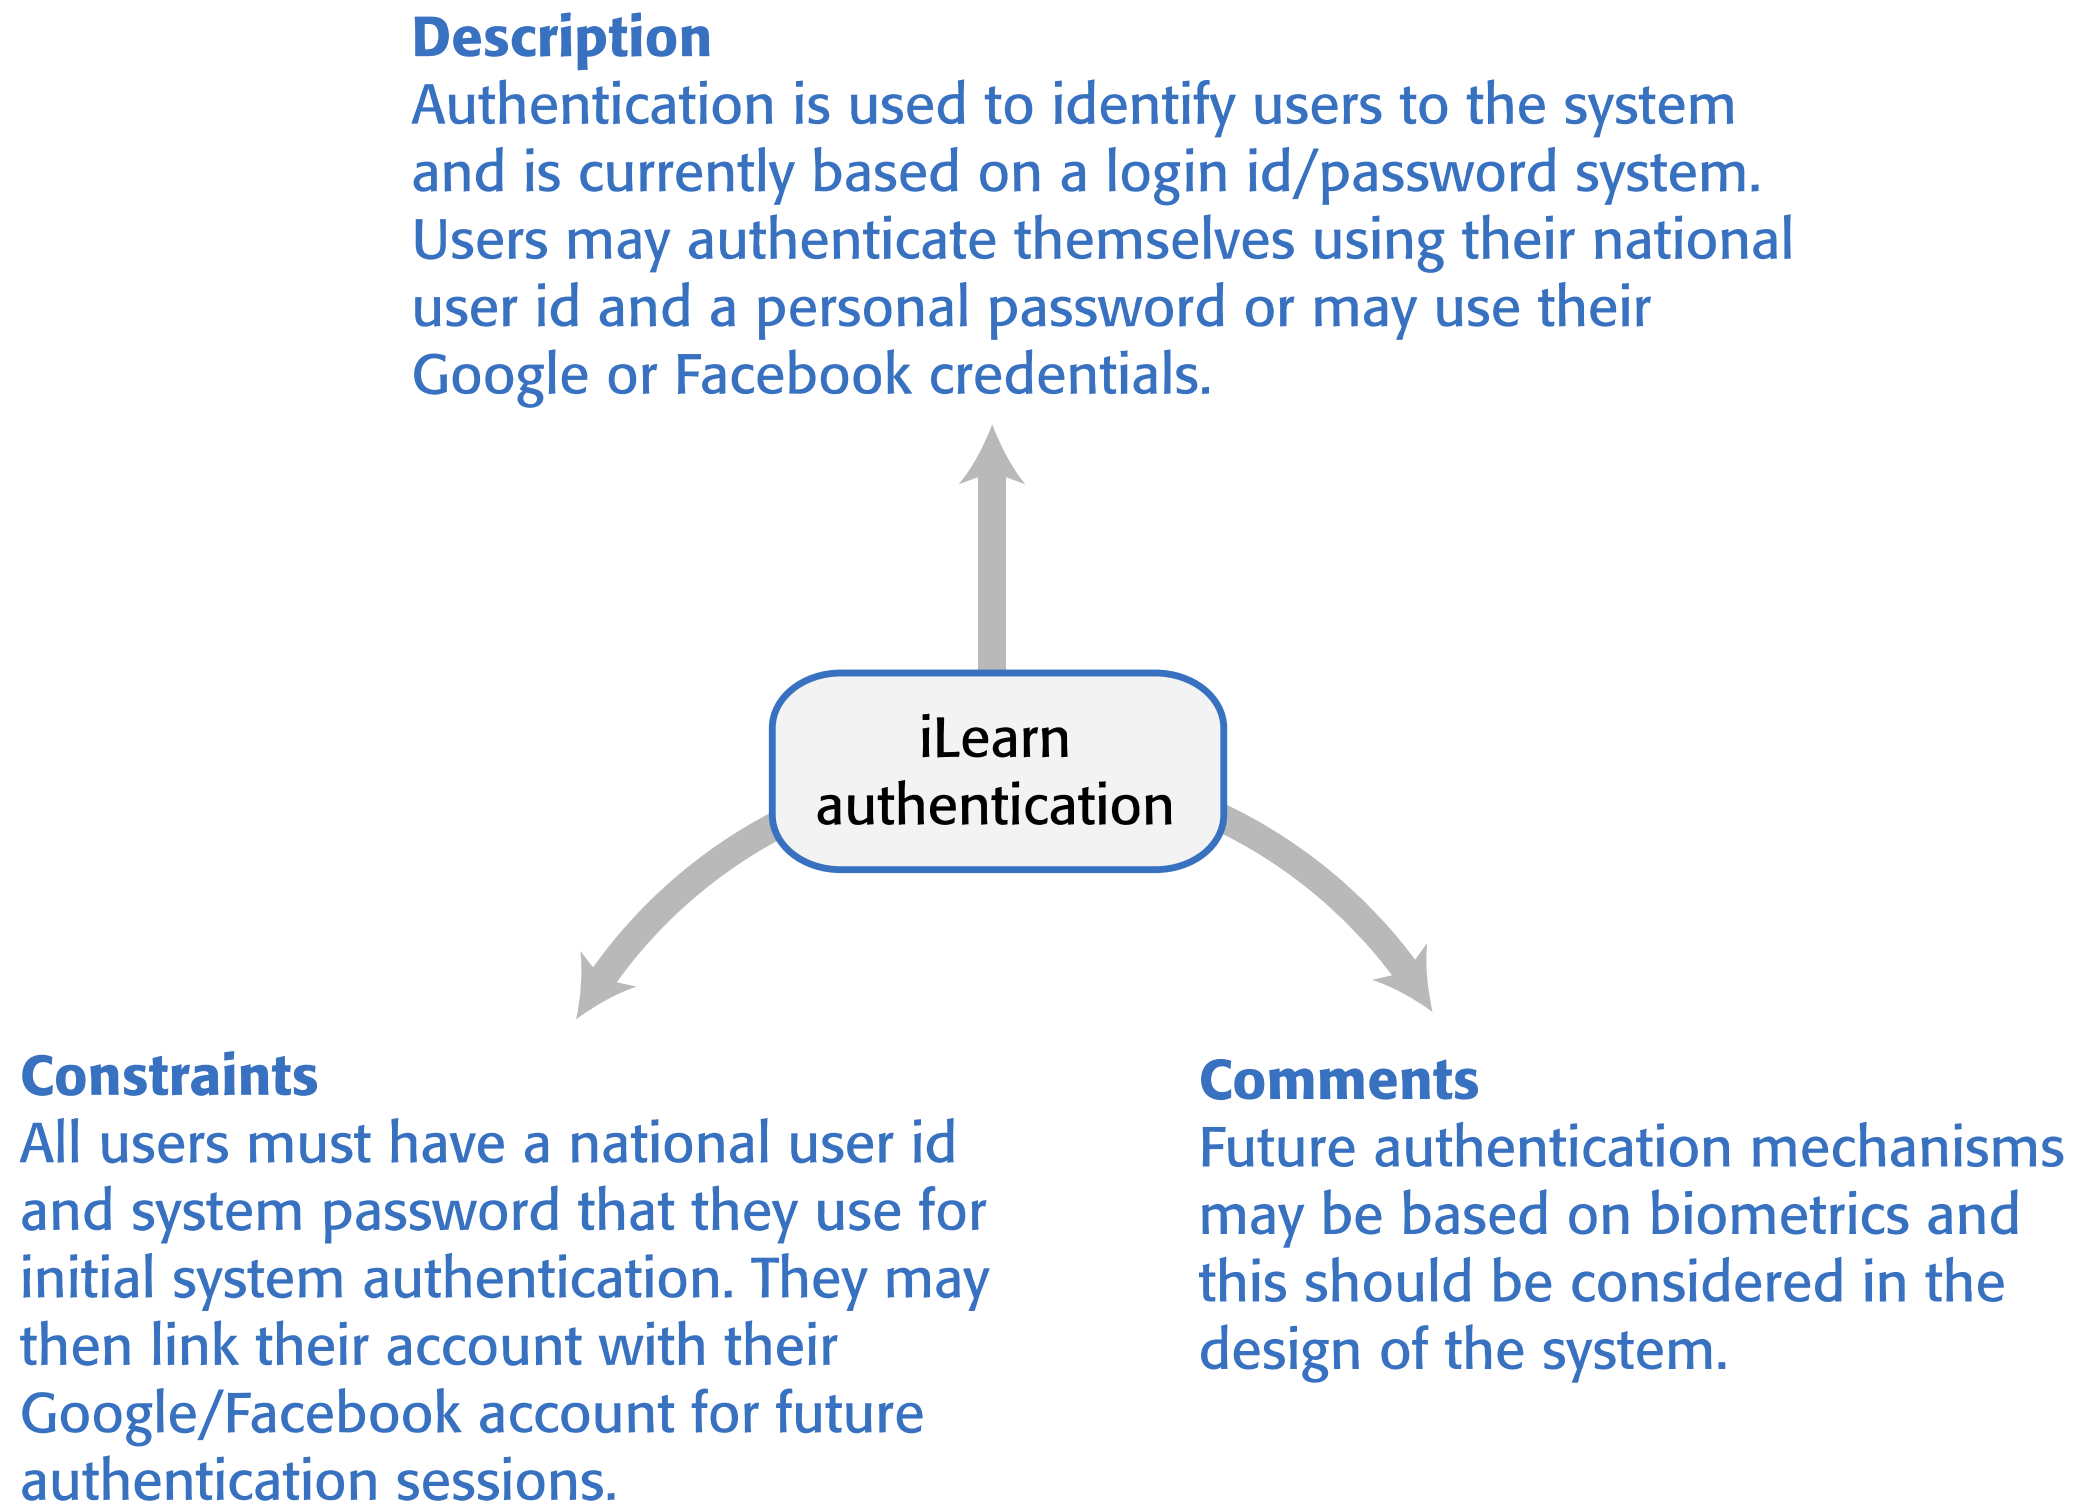 Description
Authentication is used to identify users to the system
and is currently based on a login id/password system.
Users may authenticate themselves using their national
user id and a personal password or may use their
Google or Facebook credentials.
iLearn
authentication
Constraints
All users must have a national user id
and system password that they use for
initial system authentication. They may
then link their account with their
Google/Facebook account for future
authentication sessions.
Comments
Future authentication mechanisms
may be based on biometrics and
this should be considered in the
design of the system.